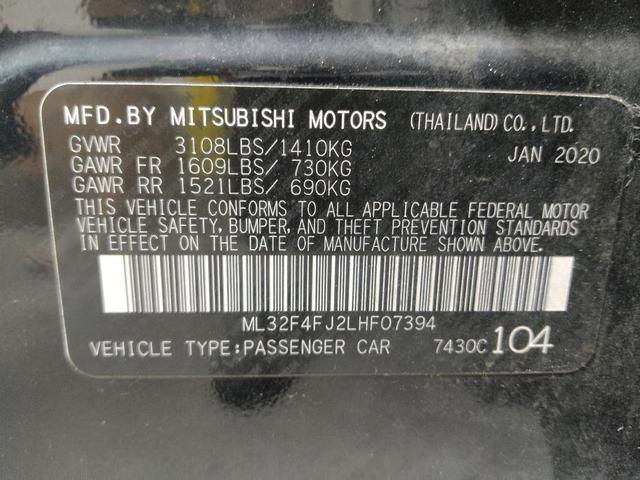 MFD.BY MITSUBISHI MOTORS (THAILAND) CO., LTD.
GVWR 3108LBS/1410KG JAN 2020
GAWR FR 1609LBS/ 730KG
GAWR RR 1521LBS/ 690KG
THIS VEHICLE CONFORMS TO ALL APPLICABLE FEDERAL MOTOR
VEHICLE SAFETY, BUMPER, AND THEFT PREVENTION STANDARDS
IN EFFECT ON THE DATE OF MANUFACTURE SHOWN ABOVE.
ML32F4FJ2LHF07394
VEHICLE TYPE:PASSENGER CAR 7430C 104